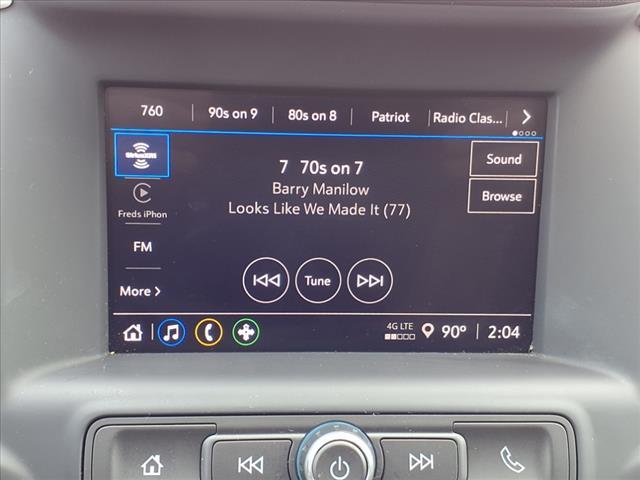 760 90s on 9 80s on 8 Patriot Radio Clas...
SiriusXM
7 70s on 7
Sound
Barry Manilow
Browse
Freds iPhon
Looks Like We Made It (77)
FM
Tune
More
4G LTE
90° 2:04